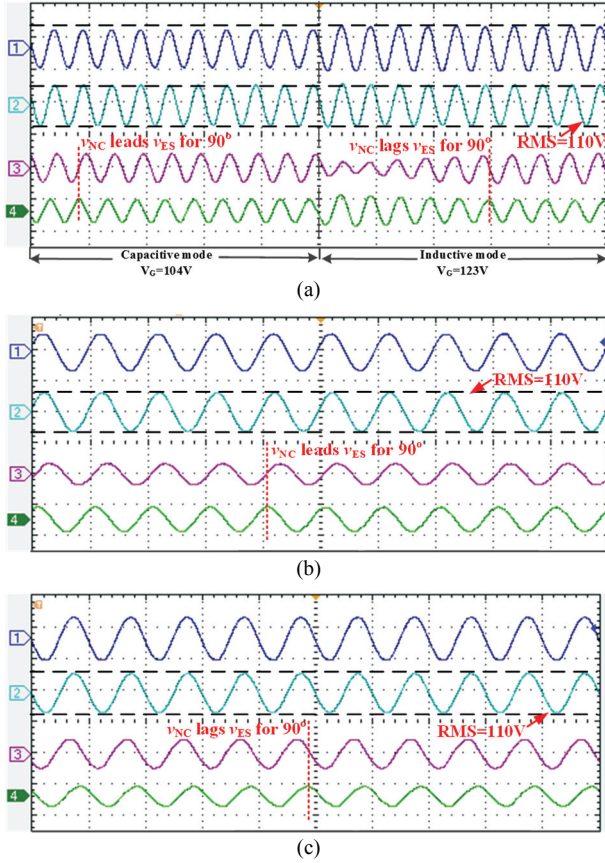 (a)
1
2
RMS=110V
vNC leads vES for 90°
vNC lags vES for 90°
3
4
Capacitive mode
Inductive mode
VG=104V
VG=123V
(a)
T
1
RMS=110V
2
vNC leads vES for 90°
3
4
(b)
T
1
2
vNC lags vES for 90°
RMS=110V
3
4
(c)